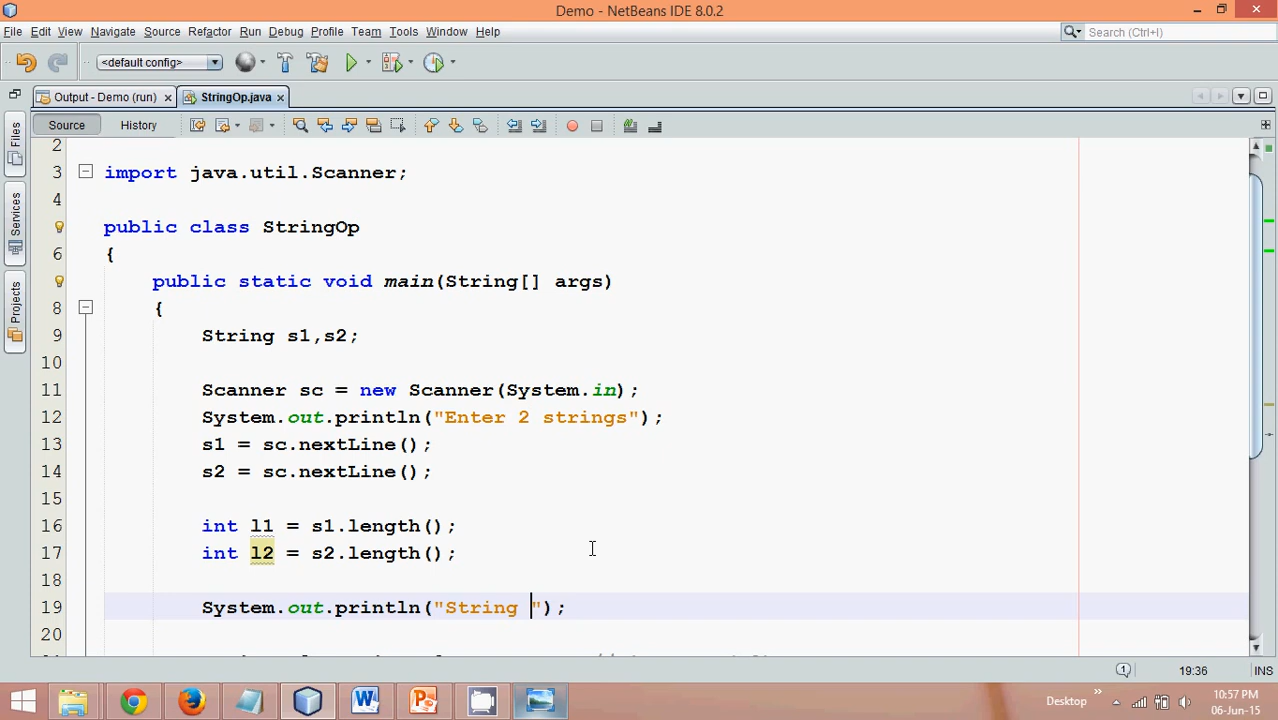 Demo - NetBeans IDE 8.0.2
File Edit View Navigate Source Refactor Run Debug Profile Team Tools Window Help
Search (Ctrl+I)
<default config>
Output - Demo (run) StringOp.java
Source History
Files
Services
Projects
2
3 import java.util.Scanner;
4
public class StringOp
6 {
public static void main(String[] args)
8 {
9 String s1,s2;
10
11 Scanner sc = new Scanner(System.in);
12 System.out.println("Enter 2 strings");
13 s1 = sc.nextLine();
14 s2 = sc.nextLine();
15
16 int l1 = s1.length();
17 int l2 = s2.length();
18
19 System.out.println("String ");
20
19:36 INS
Desktop
10:57 PM
06-Jun-15